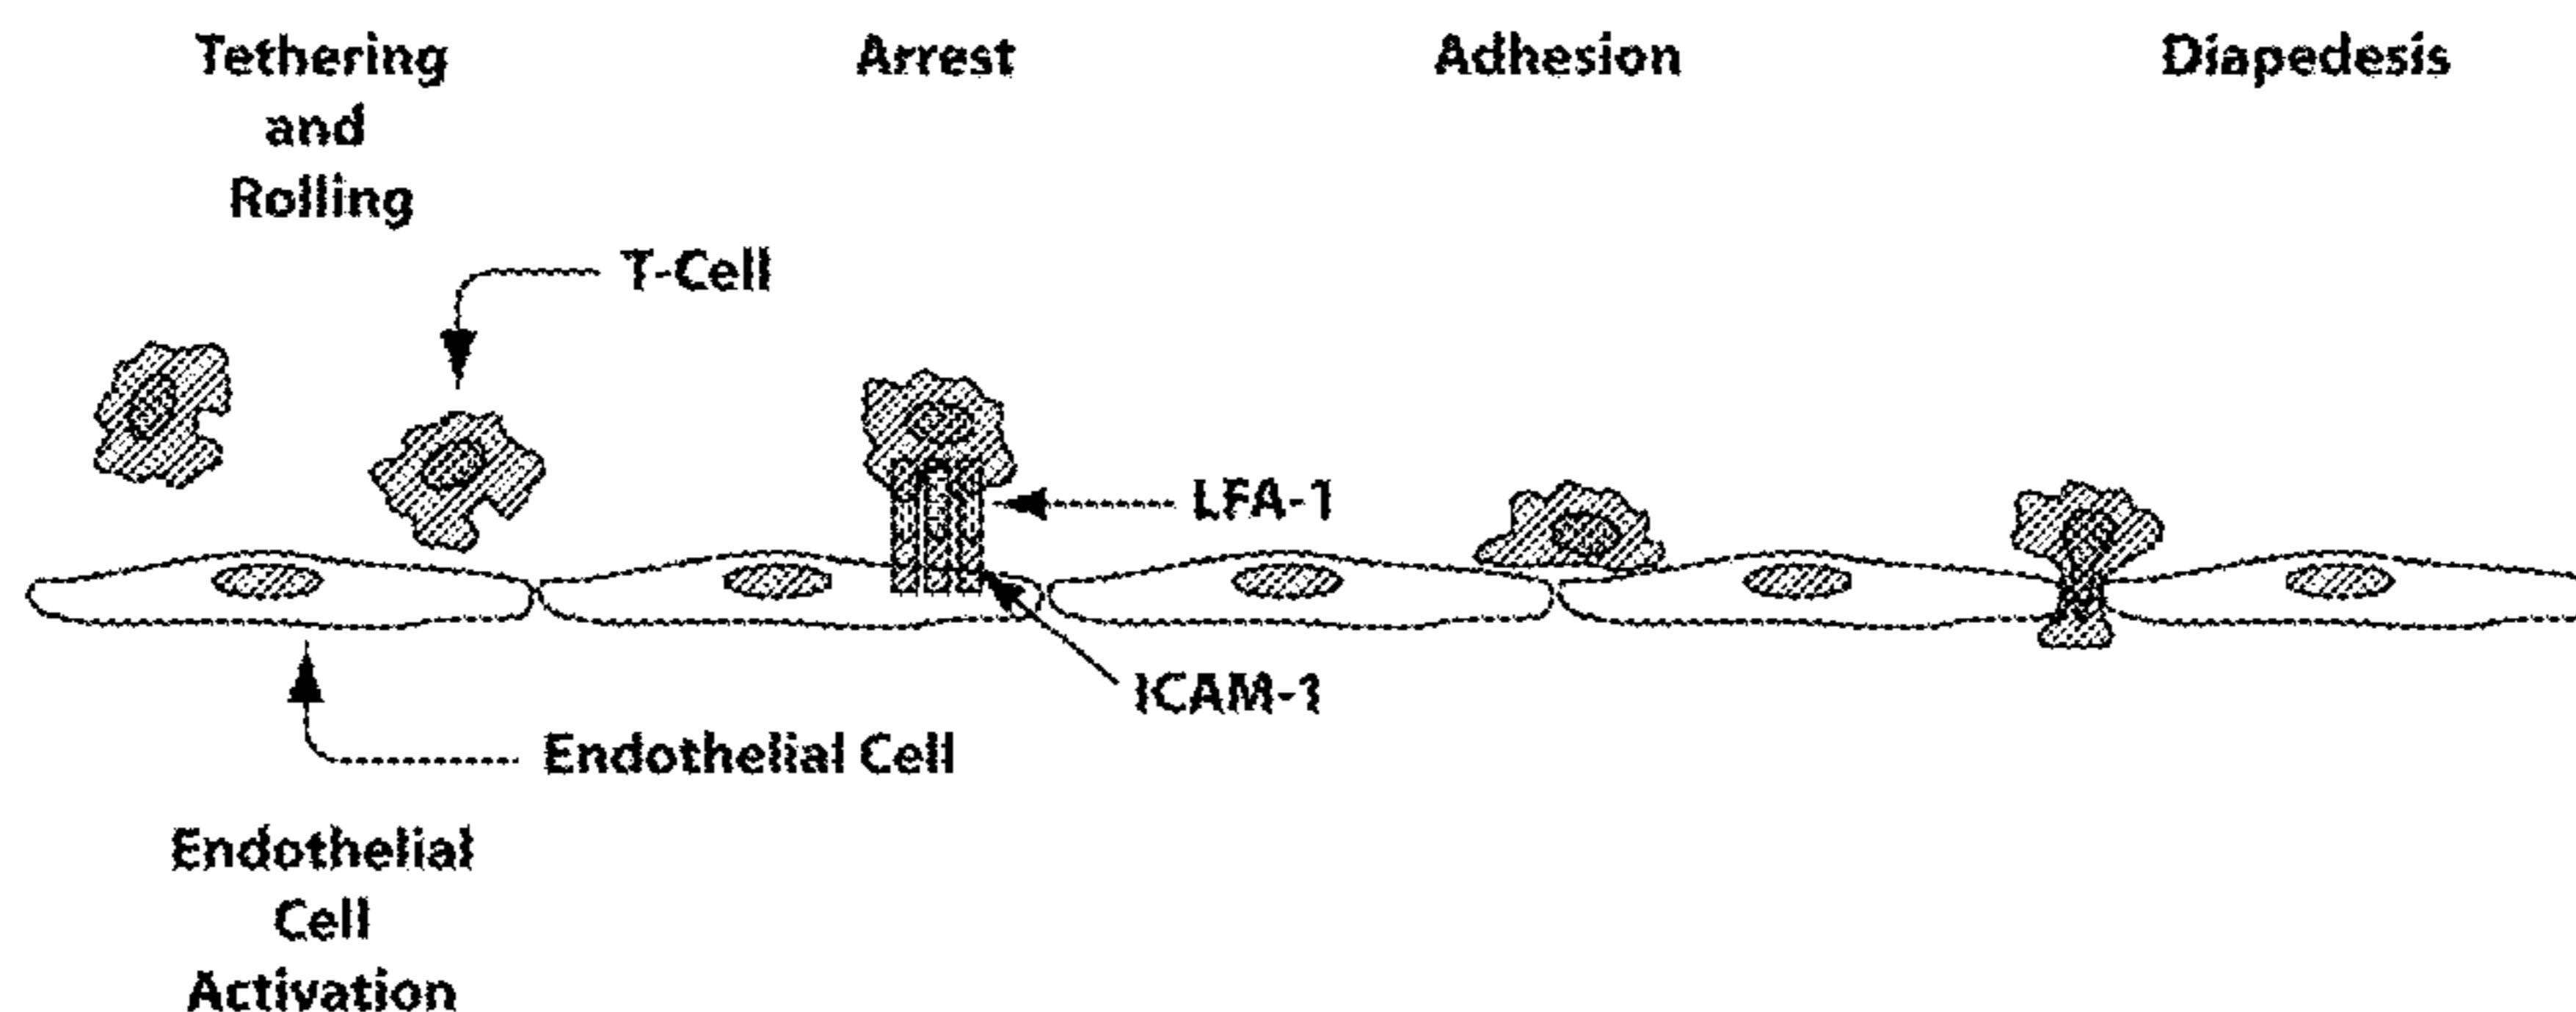 Tethering
and
Rolling
Arrest
Adhesion
Diapedesis
T-Cell
LFA-1
ICAM-1
Endothelial Cell
Endothelial
Cell
Activation